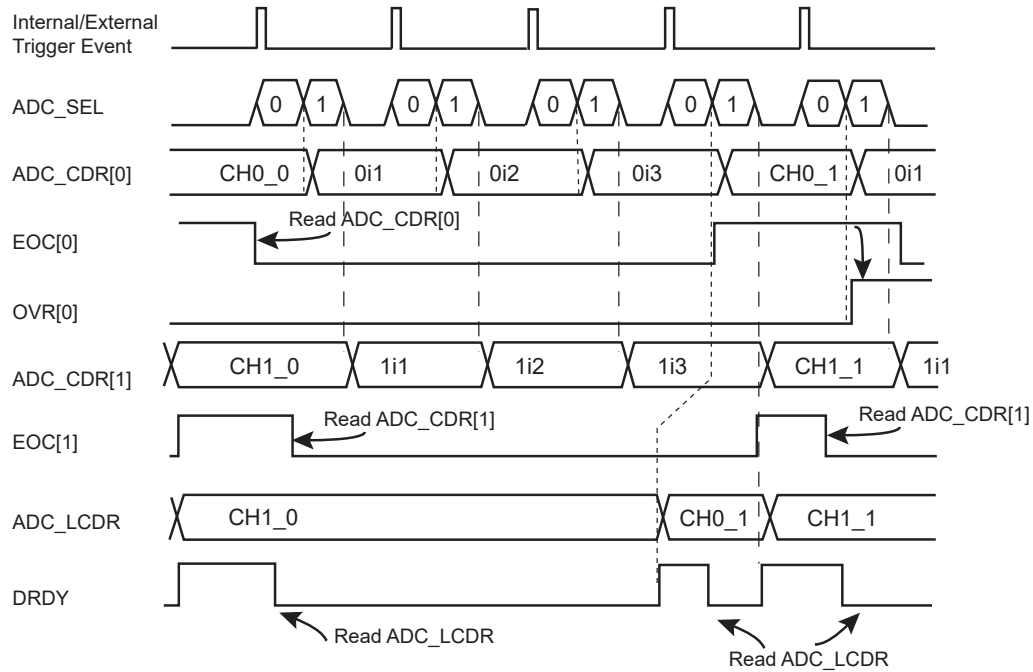 Internal/External
Trigger Event
ADC_SEL 0 1 0 1 0 1 0 1 0 1
ADC_CDR[0] CH0_0 0i1 0i2 0i3 CH0_1 0i1
Read ADC_CDR[0]
EOC[0]
OVR[0]
ADC_CDR[1] CH1_0 1i1 1i2 1i3 CH1_1 1i1
Read ADC_CDR[1] Read ADC_CDR[1]
EOC[1]
ADC_LCDR CH1_0 CH0_1 CH1_1
DRDY
Read ADC_LCDR
Read ADC_LCDR